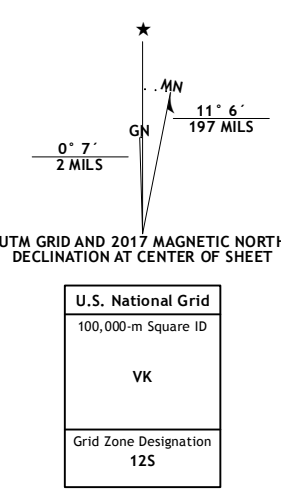 MN
11° 6´
197 MILS
GN
0° 7´
2 MILS
UTM GRID AND 2017 MAGNETIC NORTH
DECLINATION AT CENTER OF SHEET
U.S. National Grid
100,000-m Square ID
VK
Grid Zone Designation
12S